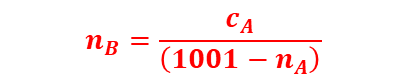 n_B = c_A / (1001 − n_A)